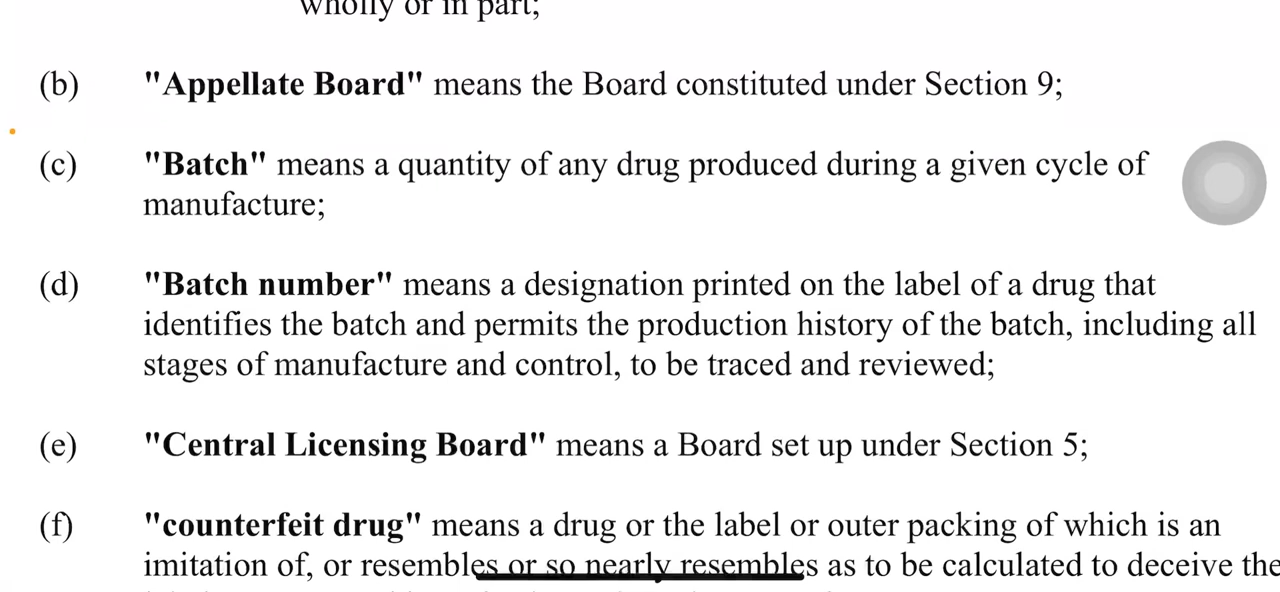 wholly or in part;
(b) "Appellate Board" means the Board constituted under Section 9;
(c) "Batch" means a quantity of any drug produced during a given cycle of
manufacture;
(d) "Batch number" means a designation printed on the label of a drug that
identifies the batch and permits the production history of the batch, including all
stages of manufacture and control, to be traced and reviewed;
(e) "Central Licensing Board" means a Board set up under Section 5;
(f) "counterfeit drug" means a drug or the label or outer packing of which is an
imitation of, or resembles or so nearly resembles as to be calculated to deceive the